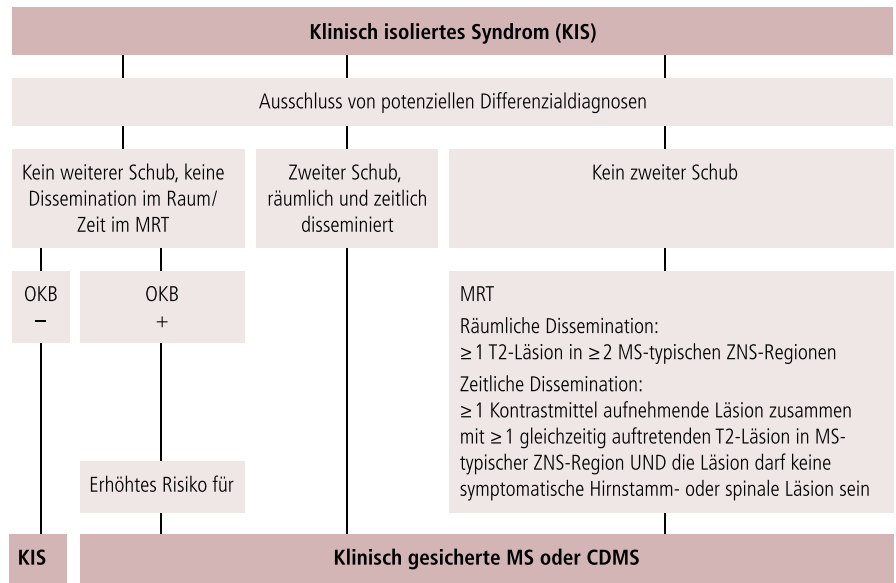 Klinisch isoliertes Syndrom (KIS)
Ausschluss von potenziellen Differenzialdiagnosen
Kein weiterer Schub, keine
Dissemination im Raum/
Zeit im MRT
Zweiter Schub,
räumlich und zeitlich
disseminiert
Kein zweiter Schub
OKB
–
OKB
+
MRT
Räumliche Dissemination:
≥ 1 T2-Läsion in ≥ 2 MS-typischen ZNS-Regionen
Zeitliche Dissemination:
≥ 1 Kontrastmittel aufnehmende Läsion zusammen
mit ≥ 1 gleichzeitig auftretenden T2-Läsion in MS-
typischer ZNS-Region UND die Läsion darf keine
symptomatische Hirnstamm- oder spinale Läsion sein
Erhöhtes Risiko für
KIS
Klinisch gesicherte MS oder CDMS